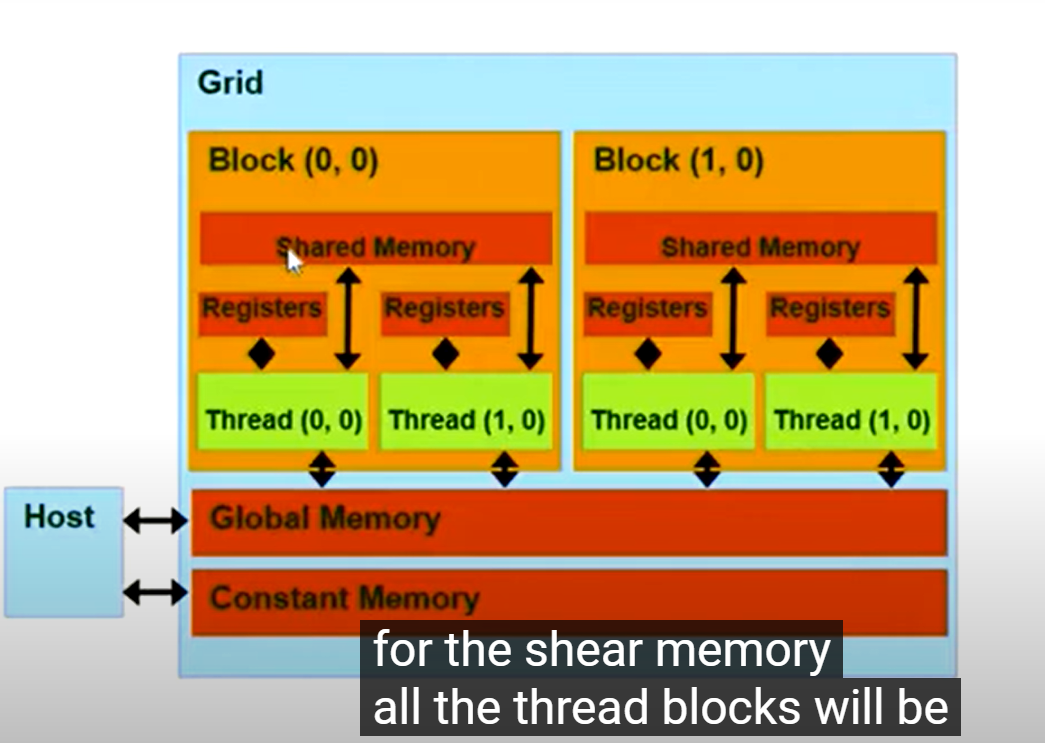 Grid
Block (0, 0)
Block (1, 0)
Shared Memory
Shared Memory
Registers
Registers
Registers
Registers
Thread (0, 0)
Thread (1, 0)
Thread (0, 0)
Thread (1, 0)
Host
Global Memory
Constant Memory
for the shear memory
all the thread blocks will be